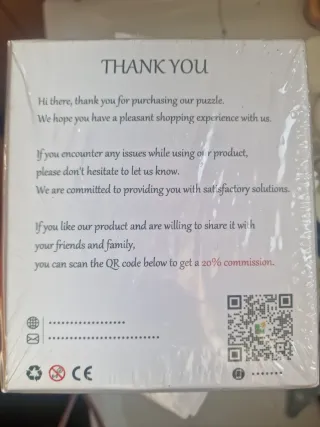 THANK YOU
Hi there, thank you for purchasing our puzzle.
We hope you have a pleasant shopping experience with us.
If you encounter any issues while using our product,
please don't hesitate to let us know.
We are committed to providing you with satisfactory solutions.
If you like our product and are willing to share it with
your friends and family,
you can scan the QR code below to get a 20% commission.
CE